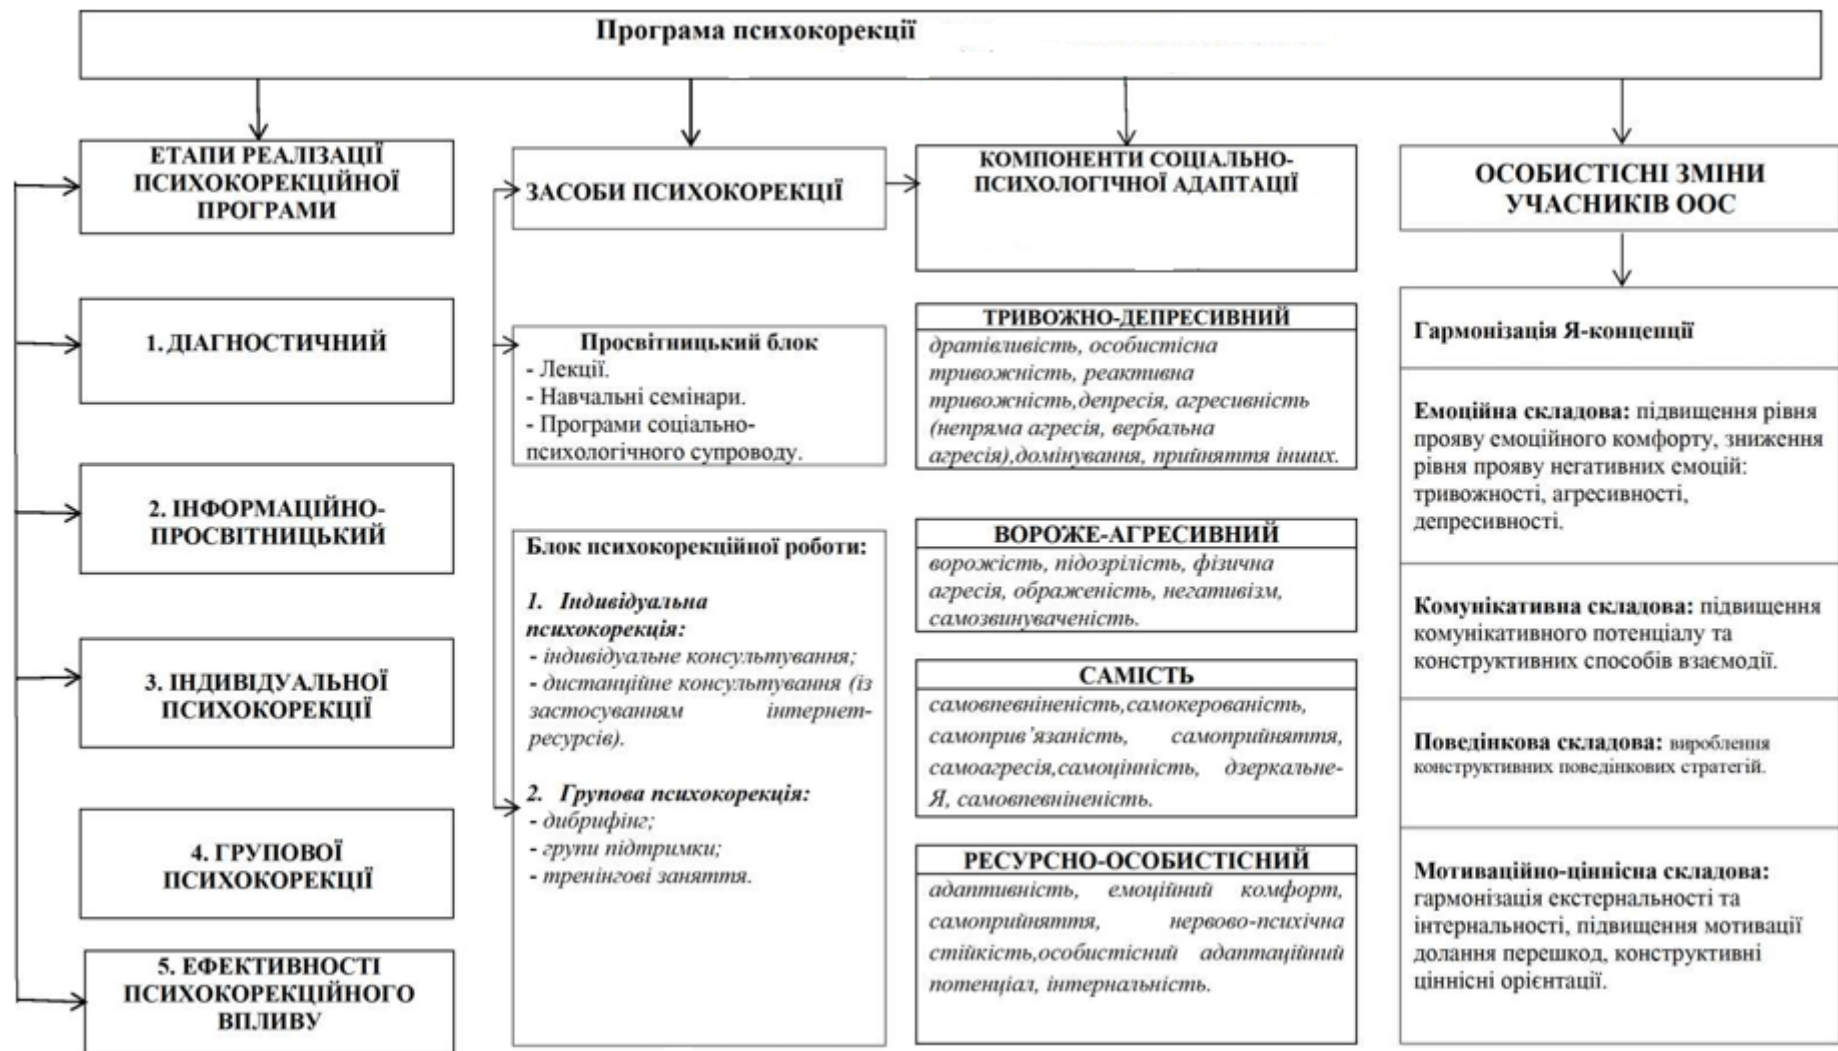 Програма психокорекції
ЕТАПИ РЕАЛІЗАЦІЇ
ПСИХОКОРЕКЦІЙНОЇ
ПРОГРАМИ
1. ДІАГНОСТИЧНИЙ
2. ІНФОРМАЦІЙНО-
ПРОСВІТНИЦЬКИЙ
3. ІНДИВІДУАЛЬНОЇ
ПСИХОКОРЕКЦІЇ
4. ГРУПОВОЇ
ПСИХОКОРЕКЦІЇ
5. ЕФЕКТИВНОСТІ
ПСИХОКОРЕКЦІЙНОГО
ВПЛИВУ
ЗАСОБИ ПСИХОКОРЕКЦІЇ
Просвітницький блок
- Лекції.
- Навчальні семінари.
- Програми соціально-
психологічного супроводу.
Блок психокорекційної роботи:
1. Індивідуальна
психокорекція:
- індивідуальне консультування;
- дистанційне консультування (із
застосуванням інтернет-
ресурсів).
2. Групова психокорекція:
- дибрифінг;
- групи підтримки;
- тренінгові заняття.
КОМПОНЕНТИ СОЦІАЛЬНО-
ПСИХОЛОГІЧНОЇ АДАПТАЦІЇ
ТРИВОЖНО-ДЕПРЕСИВНИЙ
дратівливість, особистісна
тривожність, реактивна
тривожність,депресія, агресивність
(непряма агресія, вербальна
агресія),домінування, прийняття інших.
ВОРОЖЕ-АГРЕСИВНИЙ
ворожість, підозрілість, фізична
агресія, ображеність, негативізм,
самозвинуваченість.
САМІСТЬ
самовпевніненість,самокерованість,
самоприв’язаність, самоприйняття,
самоагресія,самоцінність, дзеркальне-
Я, самовпевніненість.
РЕСУРСНО-ОСОБИСТІСНИЙ
адаптивність, емоційний комфорт,
самоприйняття, нервово-психічна
стійкість,особистісний адаптаційний
потенціал, інтернальність.
ОСОБИСТІСНІ ЗМІНИ
УЧАСНИКІВ ООС
Гармонізація Я-концепції
Емоційна складова: підвищення рівня
прояву емоційного комфорту, зниження
рівня прояву негативних емоцій:
тривожності, агресивності,
депресивності.
Комунікативна складова: підвищення
комунікативного потенціалу та
конструктивних способів взаємодії.
Поведінкова складова: вироблення
конструктивних поведінкових стратегій.
Мотиваційно-ціннісна складова:
гармонізація екстернальності та
інтернальності, підвищення мотивації
долання перешкод, конструктивні
ціннісні орієнтації.